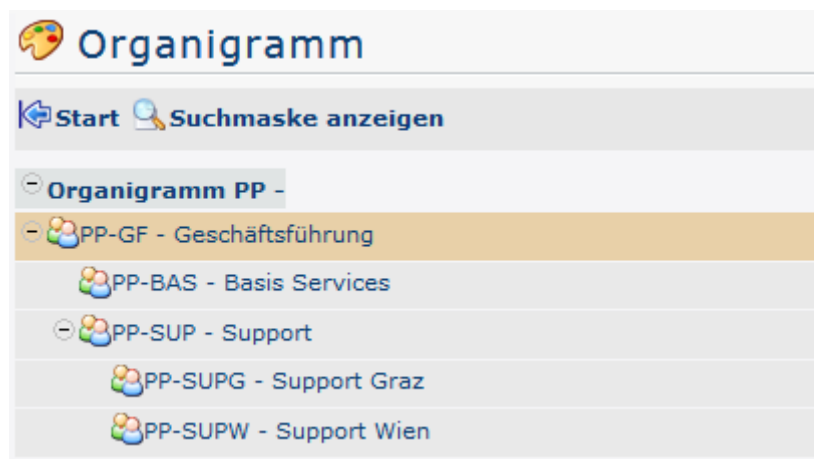 Organigramm
Start Suchmaske anzeigen
Organigramm PP -
PP-GF - Geschäftsführung
PP-BAS - Basis Services
PP-SUP - Support
PP-SUPG - Support Graz
PP-SUPW - Support Wien